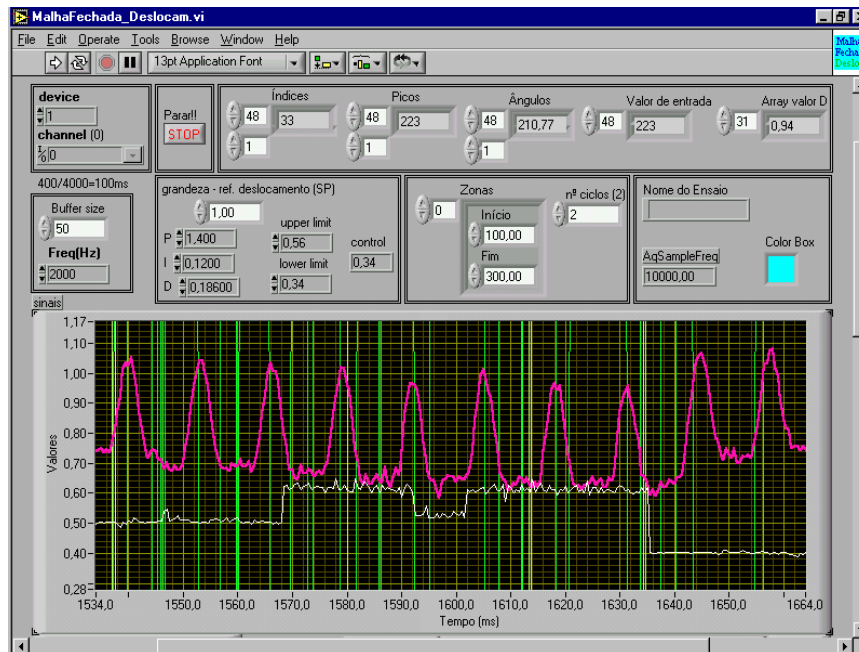 MalhaFechada_Deslocam.vi
File Edit Operate Tools Browse Window Help
13pt Application Font
Malha
Fecha
Deslo
device
1
channel (0)
0
Parar!!
STOP
Índices
48
33
1
Picos
48
223
1
Ângulos
48
210,77
1
Valor de entrada
48
223
Array valor D
31
0,94
400/4000=100ms
Buffer size
50
Freq(Hz)
2000
grandeza - ref. deslocamento (SP)
1,00
P 1,400
I 0,1200
D 0,18600
upper limit
0,56
lower limit
0,34
control
0,34
Zonas
0
Início
100,00
Fim
300,00
nº ciclos (2)
2
Nome do Ensaio
AqSampleFreq
10000,00
Color Box
sinais
Valores
1,17
1,10
1,00
0,90
0,80
0,70
0,60
0,50
0,40
0,28
1534,0 1550,0 1560,0 1570,0 1580,0 1590,0 1600,0 1610,0 1620,0 1630,0 1640,0 1650,0 1664,0
Tempo (ms)